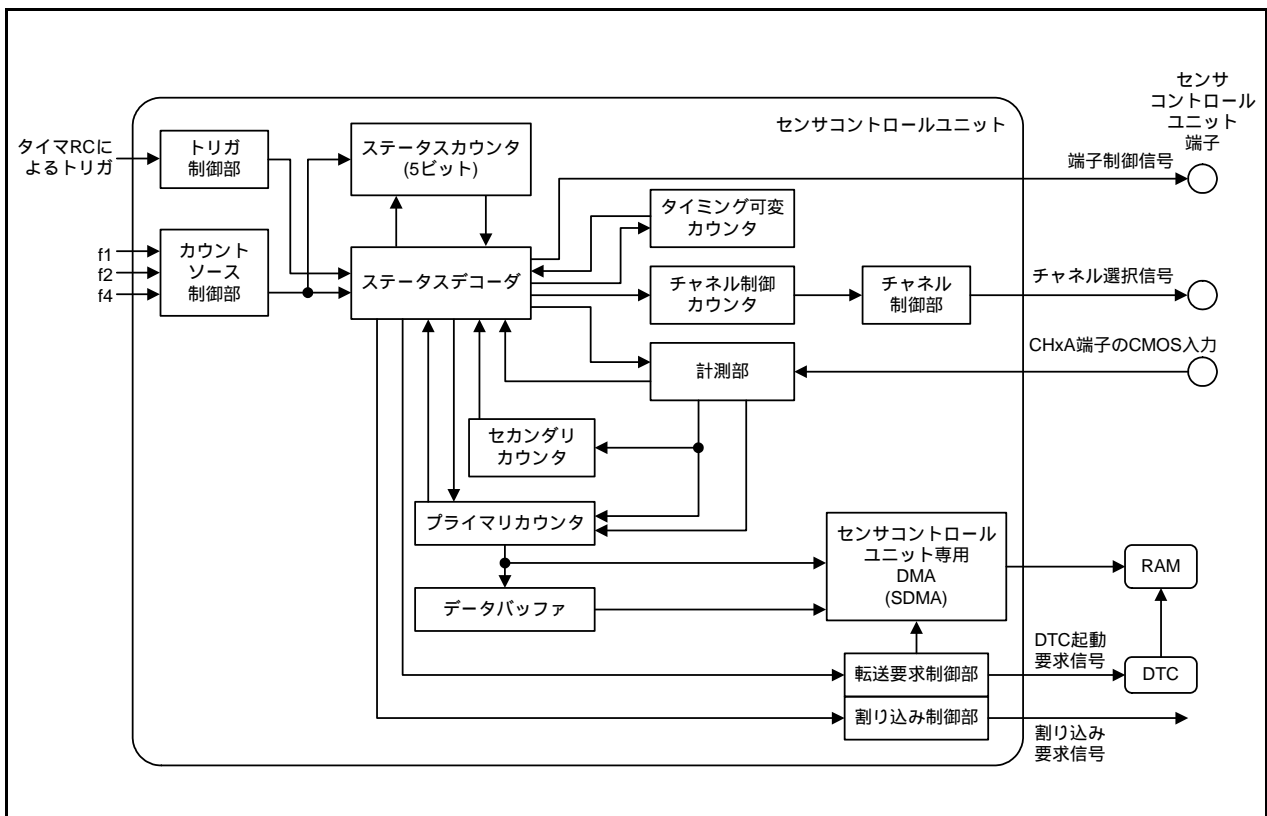 センサ
コントロール
ユニット
端子
センサコントロールユニット
タイマRCに
よるトリガ
トリガ
制御部
ステータスカウンタ
(5ビット)
端子制御信号
タイミング可変
カウンタ
f1
f2
f4
カウント
ソース
制御部
ステータスデコーダ
チャネル制御
カウンタ
チャネル
制御部
チャネル選択信号
CHxA端子のCMOS入力
計測部
セカンダリ
カウンタ
プライマリカウンタ
センサコントロール
ユニット専用
DMA
(SDMA)
RAM
データバッファ
DTC起動
要求信号
転送要求制御部
DTC
割り込み制御部
割り込み
要求信号